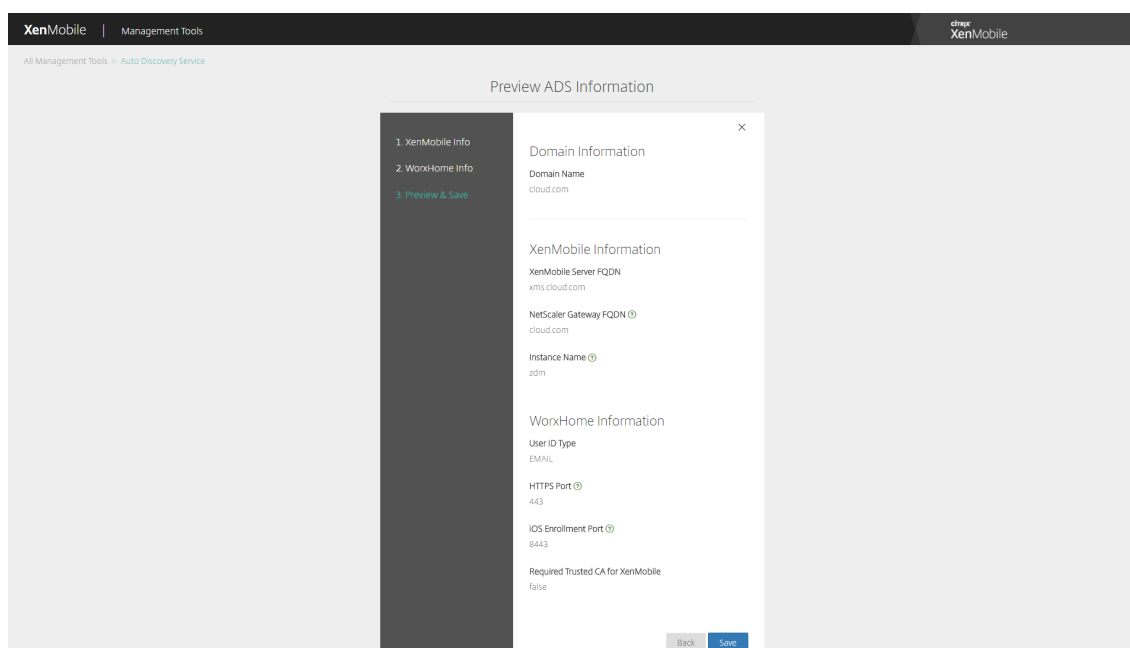 XenMobile | Management Tools
citrix
XenMobile
All Management Tools > Auto Discovery Service
Preview ADS Information
1. XenMobile Info
2. WorxHome Info
3. Preview & Save
Domain Information
Domain Name
cloud.com
XenMobile Information
XenMobile Server FQDN
xms.cloud.com
NetScaler Gateway FQDN ?
cloud.com
Instance Name ?
zdm
WorxHome Information
User ID Type
EMAIL
HTTPS Port ?
443
iOS Enrollment Port ?
8443
Required Trusted CA for XenMobile
false
Back Save